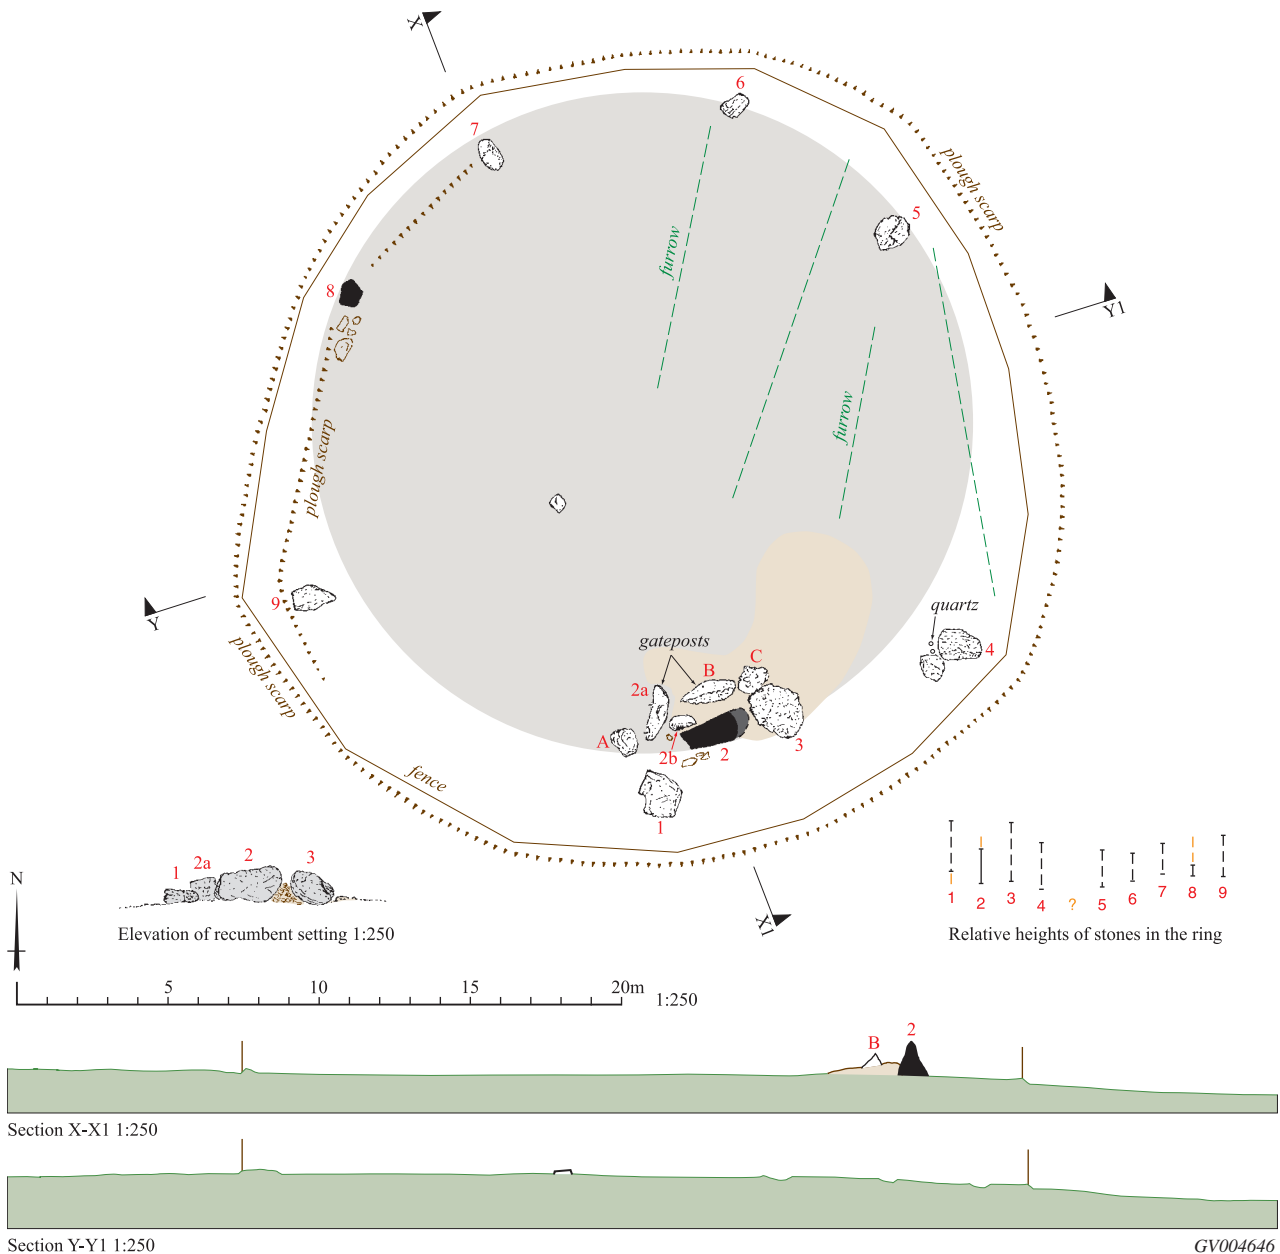 X
6
7
plough scarp
5
furrow
8
Y1
furrow
plough scarp
quartz
9
Y
gateposts
4
C
B
2a
plough scarp
A
3
2b
2
fence
1
1
2a
2
3
N
1
2
3
4
?
5
6
7
8
9
X1
Elevation of recumbent setting 1:250
Relative heights of stones in the ring
5
10
15
20m
1:250
2
B
Section X-X1 1:250
Section Y-Y1 1:250
GV004646